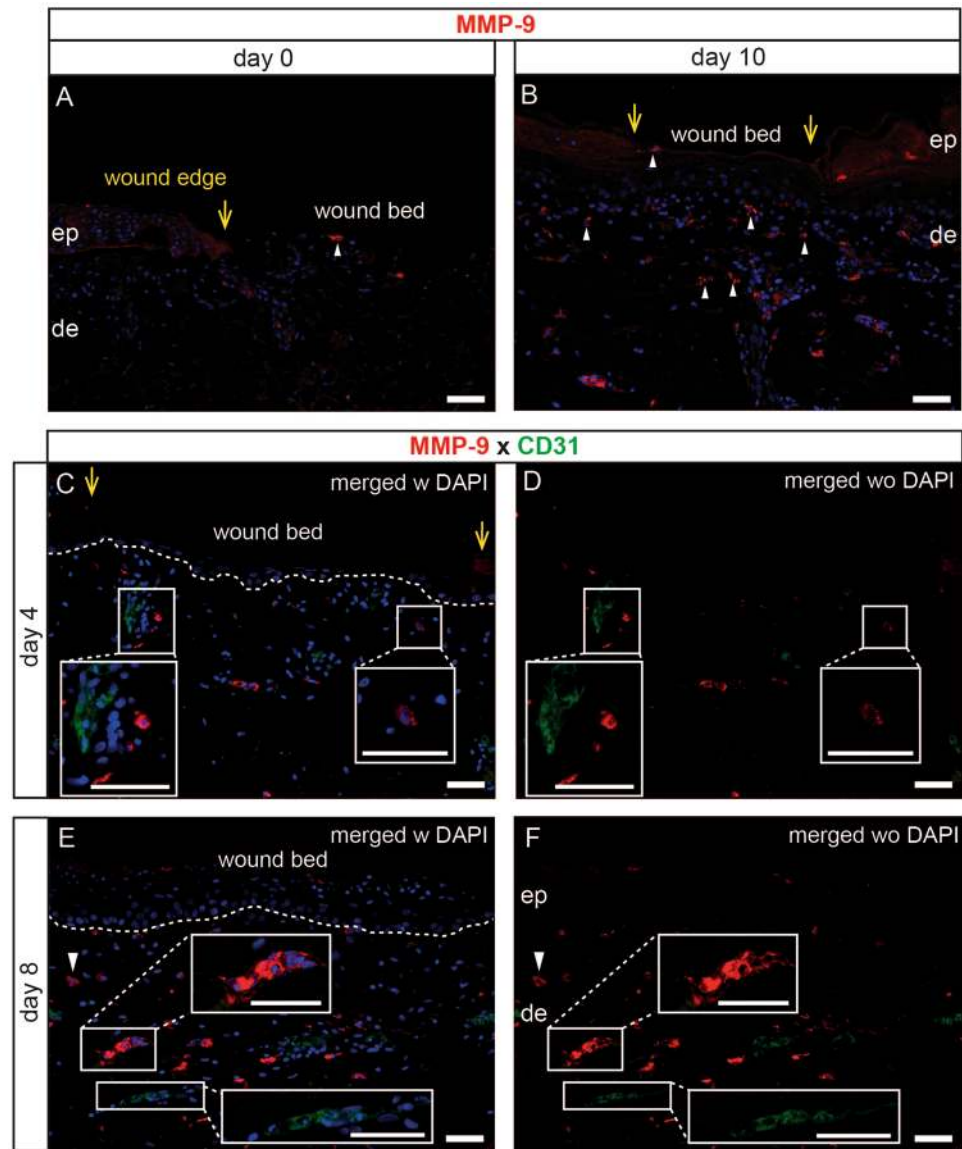 MMP-9
day 0
day 10
A
wound edge
wound bed
ep
de
B
wound bed
ep
de
MMP-9 x CD31
day 4
C
merged w DAPI
wound bed
D
merged wo DAPI
day 8
E
merged w DAPI
wound bed
F
merged wo DAPI
ep
de